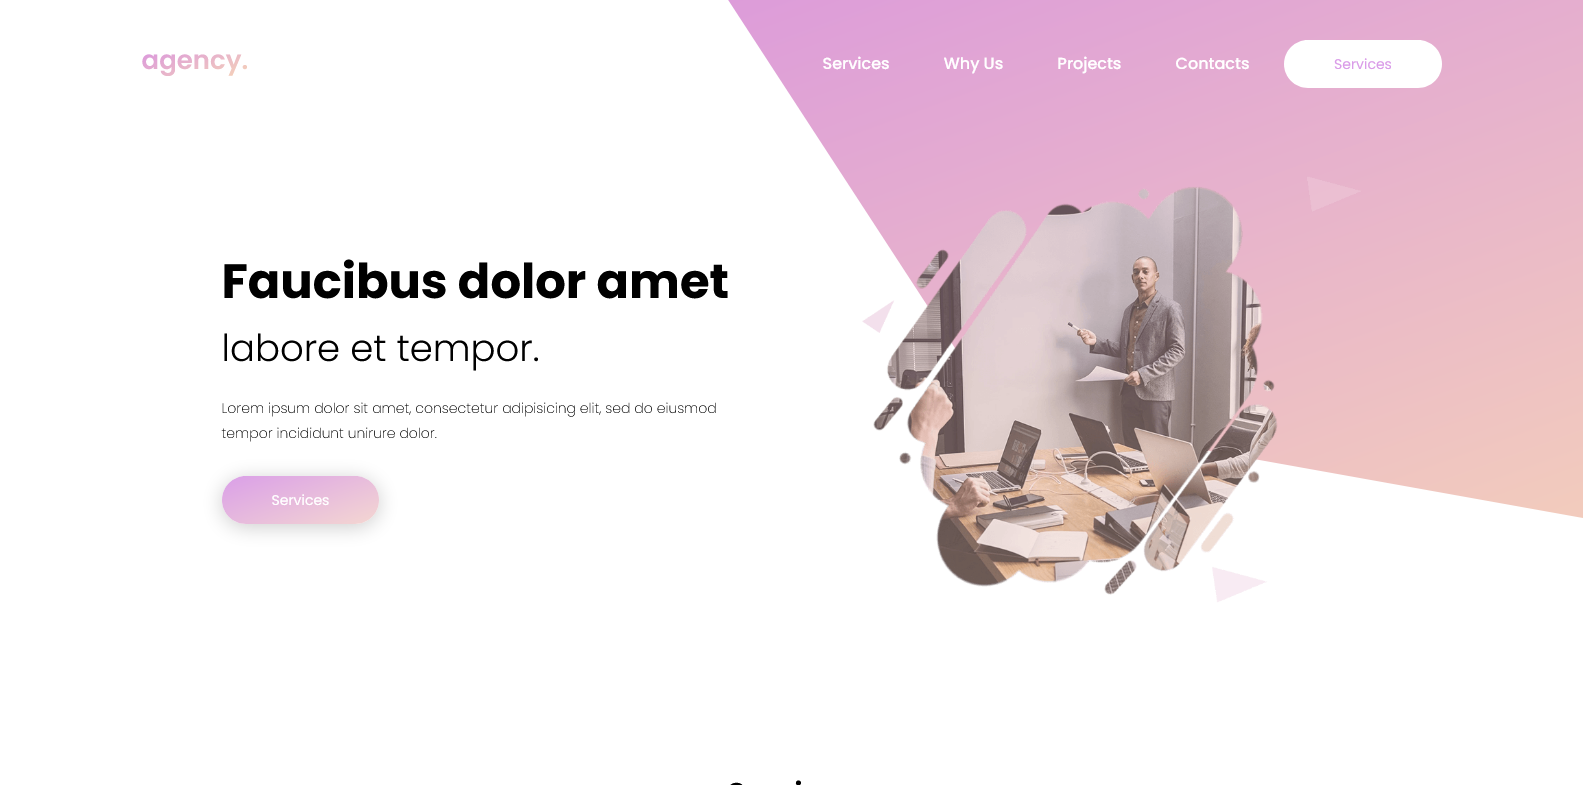 agency.
Services
Why Us
Projects
Contacts
Services
Faucibus dolor amet
labore et tempor.
Lorem ipsum dolor sit amet, consectetur adipisicing elit, sed do eiusmod
tempor incididunt unirure dolor.
Services